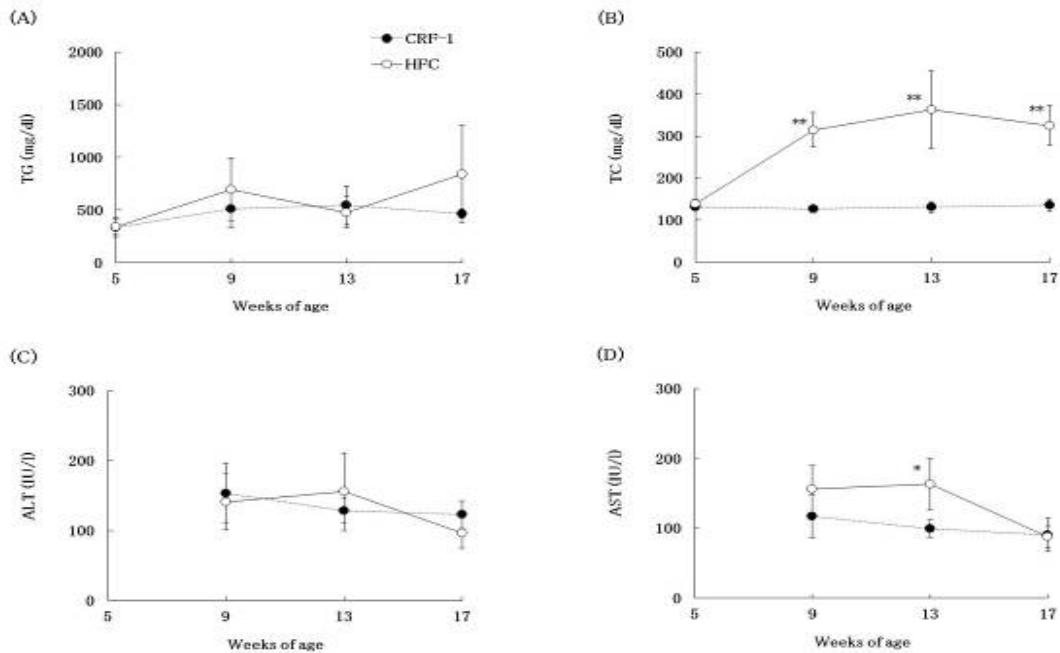 (A)
CRF-1
HFC
2000
1500
1000
500
0
TG (mg/dl)
5 9 13 17
Weeks of age
(B)
500
400
300
200
100
0
TC (mg/dl)
** ** **
5 9 13 17
Weeks of age
(C)
300
200
100
0
ALT (IU/l)
5 9 13 17
Weeks of age
(D)
300
200
100
0
AST (IU/l)
*
5 9 13 17
Weeks of age